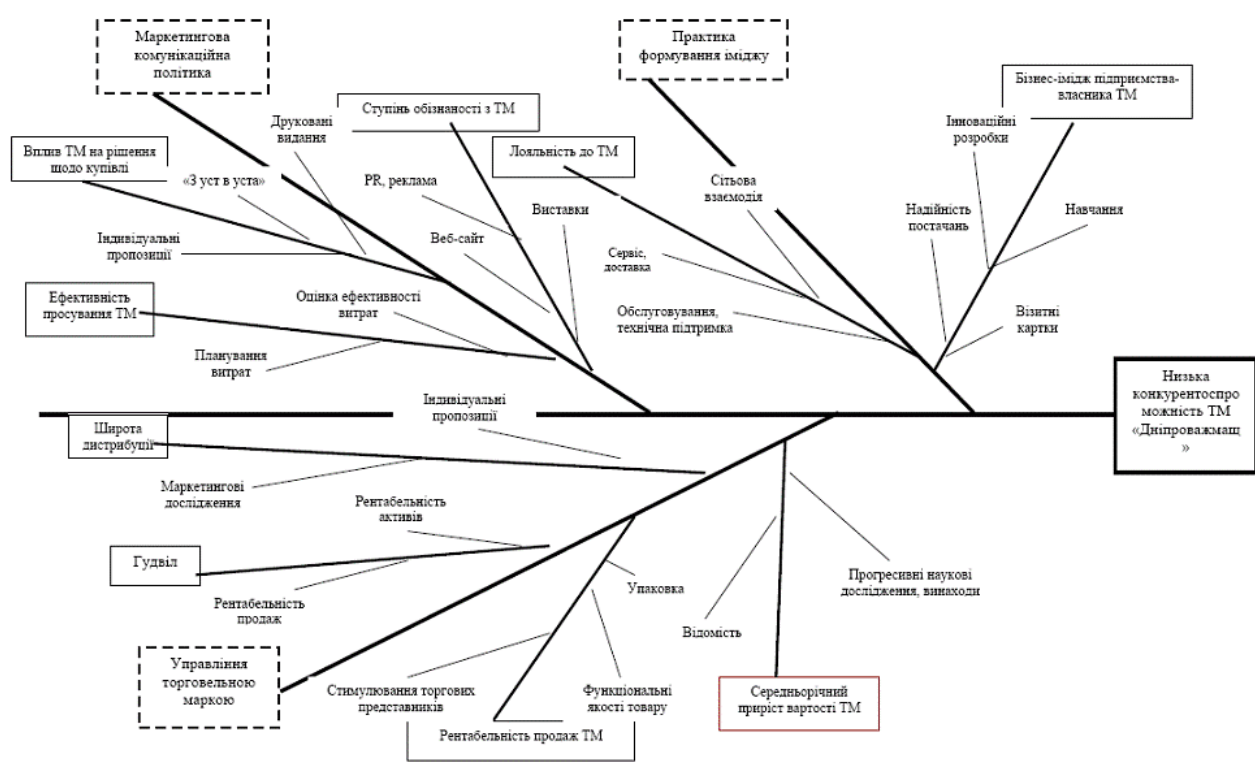 Маркетингова
комунікаційна
політика
Практика
формування іміджу
Бізнес-імідж підприємства-
власника ТМ
Ступінь обізнаності з ТМ
Друковані
видання
Інноваційні
розробки
Вплив ТМ на рішення
щодо купівлі
Лояльність до ТМ
«З уст в уста»
PR, реклама
Сітьова
взаємодія
Виставки
Надійність
постачань
Навчання
Індивідуальні
пропозиції
Веб-сайт
Сервіс,
доставка
Ефективність
просування ТМ
Оцінка ефективності
витрат
Обслуговування,
технічна підтримка
Візитні
картки
Планування
витрат
Низька
конкурентоспро
можність ТМ
«Дніпроважмаш
»
Індивідуальні
пропозиції
Широта
дистрибуції
Маркетингові
дослідження
Рентабельність
активів
Гудвіл
Рентабельність
продаж
Упаковка
Прогресивні наукові
дослідження, винаходи
Відомість
Управління
торговельною
маркою
Стимулювання торгових
представників
Функціональні
якості товару
Середньорічний
приріст вартості ТМ
Рентабельність продаж ТМ